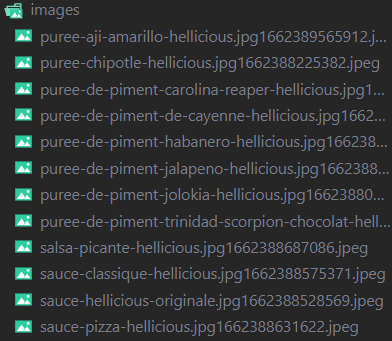 images
puree-aji-amarillo-hellicious.jpg1662389565912.j...
puree-chipotle-hellicious.jpg1662388225382.jpeg
puree-de-piment-carolina-reaper-hellicious.jpg1...
puree-de-piment-de-cayenne-hellicious.jpg1662...
puree-de-piment-habanero-hellicious.jpg166238...
puree-de-piment-jalapeno-hellicious.jpg1662388...
puree-de-piment-jolokia-hellicious.jpg16623880...
puree-de-piment-trinidad-scorpion-chocolat-hell...
salsa-picante-hellicious.jpg1662388687086.jpeg
sauce-classique-hellicious.jpg1662388575371.jpeg
sauce-hellicious-originale.jpg1662388528569.jpeg
sauce-pizza-hellicious.jpg1662388631622.jpeg